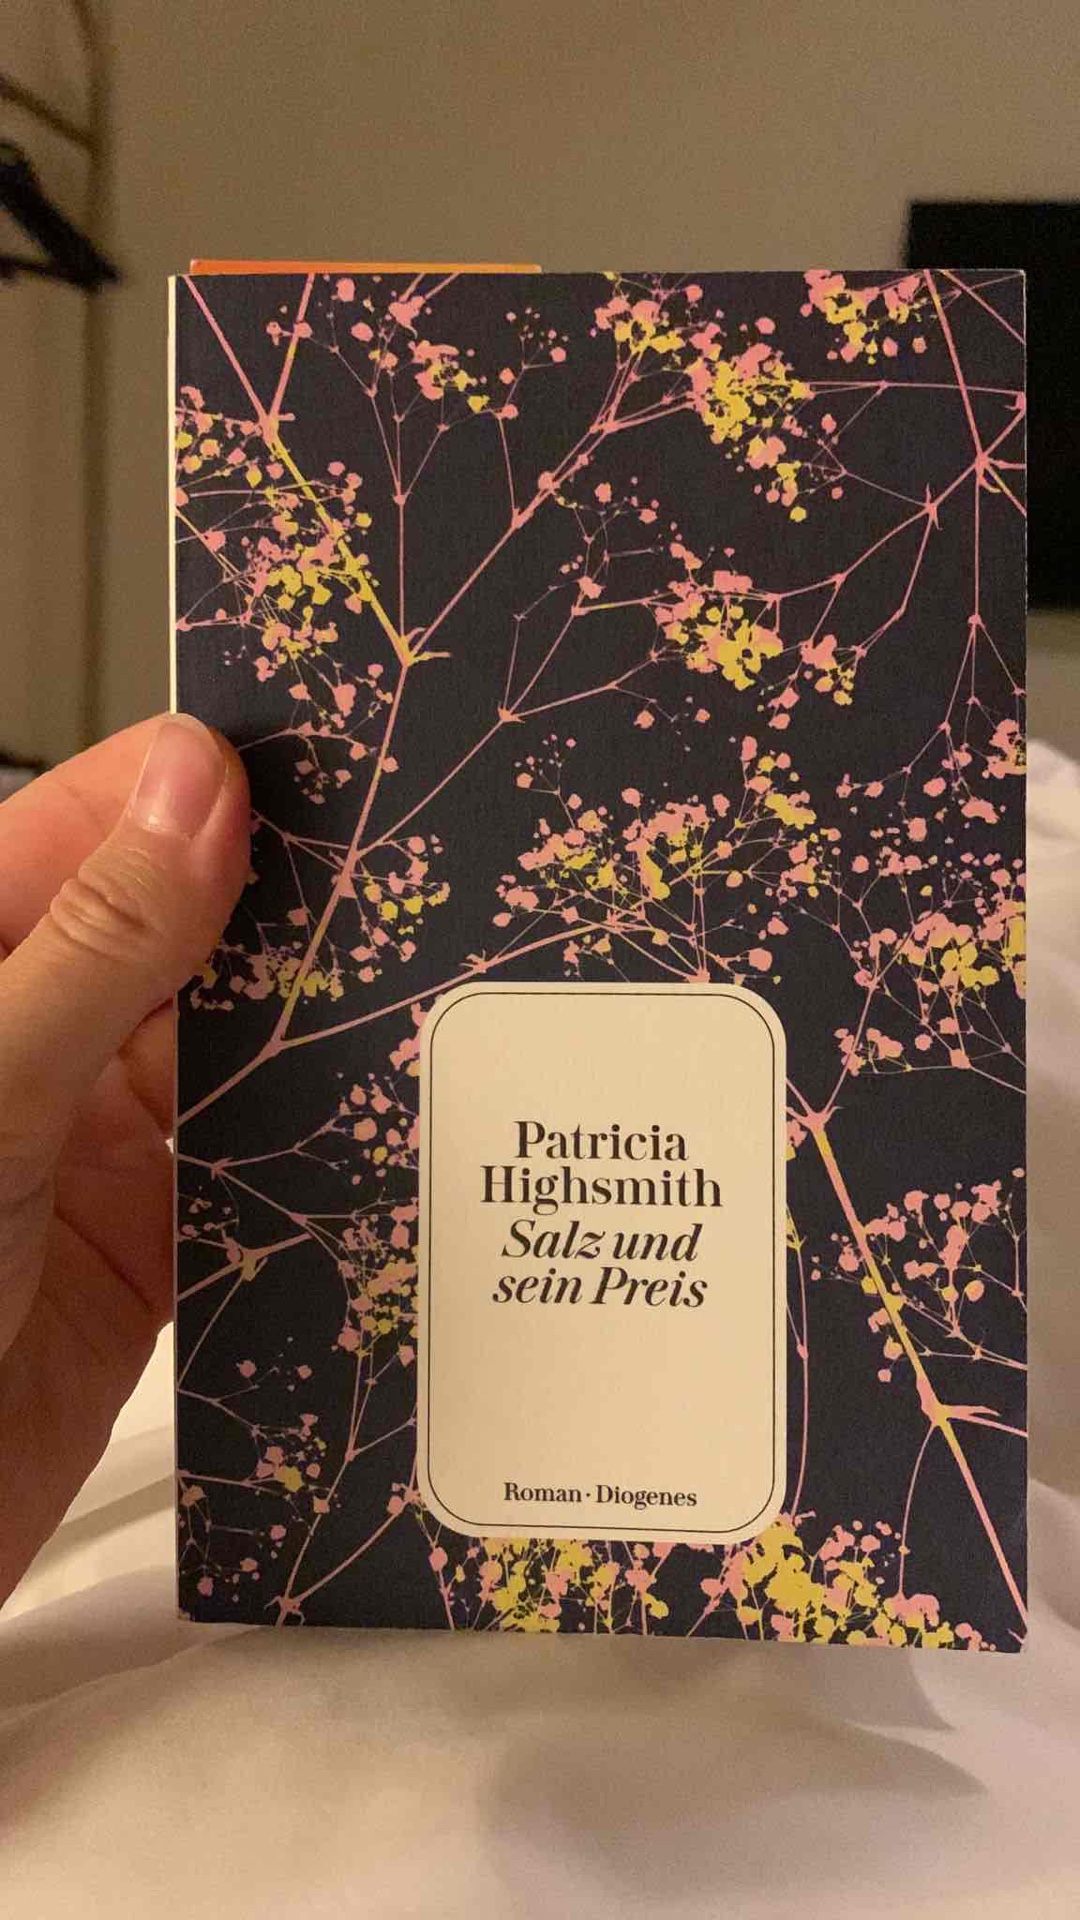 Patricia
Highsmith
Salz und
sein Preis
Roman · Diogenes